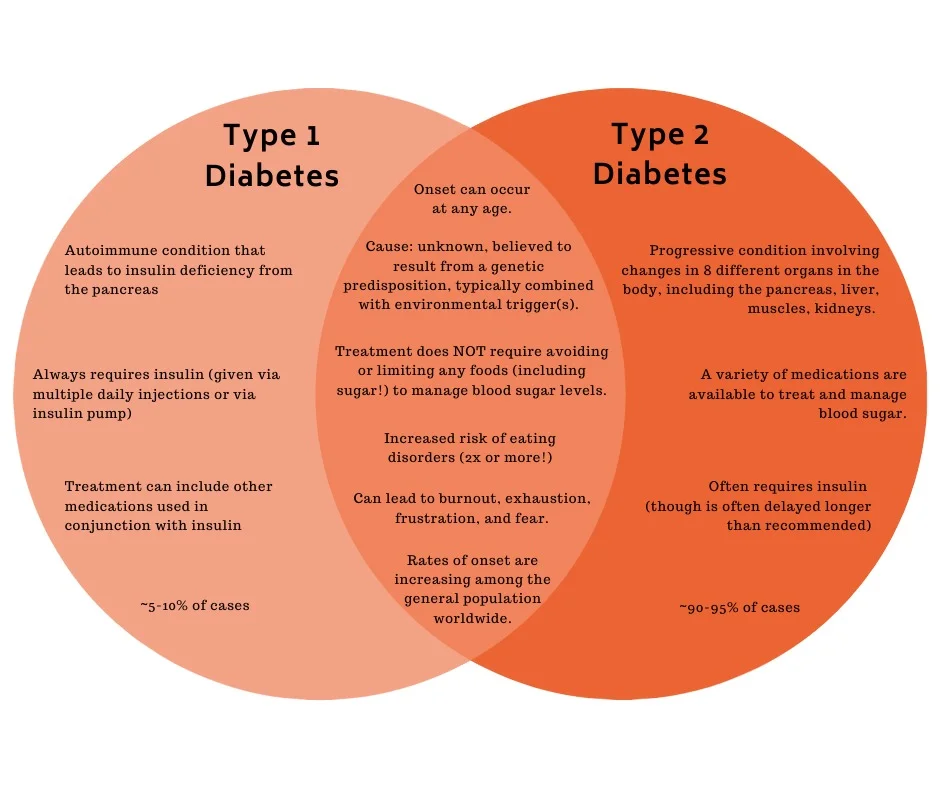 Type 1
Diabetes
Autoimmune condition that
leads to insulin deficiency from
the pancreas
Always requires insulin (given via
multiple daily injections or via
insulin pump)
Treatment can include other
medications used in
conjunction with insulin
~5-10% of cases
Onset can occur
at any age.
Cause: unknown, believed to
result from a genetic
predisposition, typically combined
with environmental trigger(s).
Treatment does NOT require avoiding
or limiting any foods (including
sugar!) to manage blood sugar levels.
Increased risk of eating
disorders (2x or more!)
Can lead to burnout, exhaustion,
frustration, and fear.
Rates of onset are
increasing among the
general population
worldwide.
Type 2
Diabetes
Progressive condition involving
changes in 8 different organs in the
body, including the pancreas, liver,
muscles, kidneys.
A variety of medications are
available to treat and manage
blood sugar.
Often requires insulin
(though is often delayed longer
than recommended)
~90-95% of cases